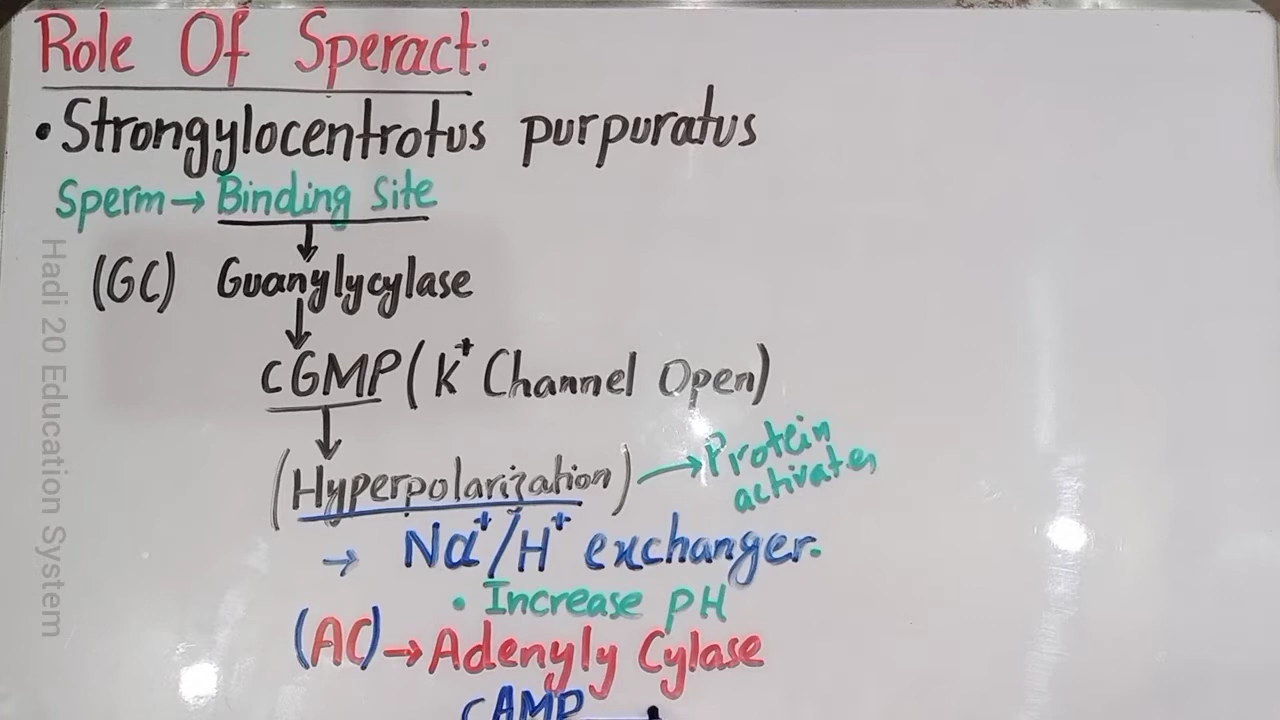 Role Of Speract:
• Strongylocentrotus purpuratus
Sperm → Binding Site
(GC) Guanylycylase
cGMP (K⁺ Channel Open)
(Hyperpolarization) → Protein activates
→ Na⁺/H⁺ exchanger.
• Increase pH
(AC) → Adenyly Cylase
cAMP
Hadi 20 Education System